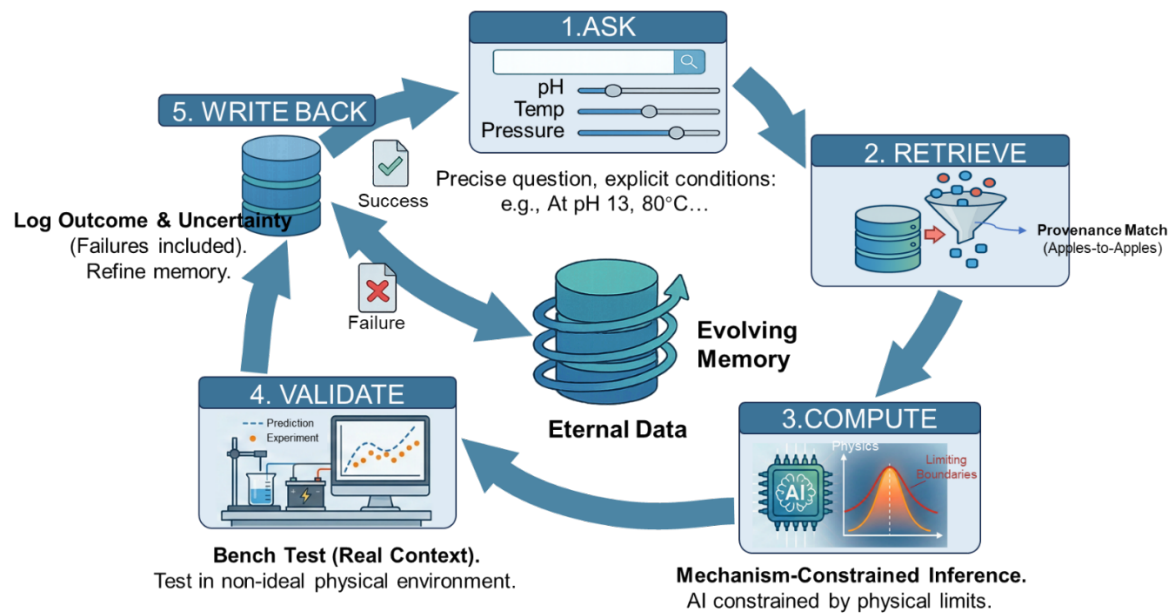 1.ASK
pH
Temp
Pressure
Precise question, explicit conditions:
e.g., At pH 13, 80°C…
2. RETRIEVE
Provenance Match
(Apples-to-Apples)
3.COMPUTE
Physics
AI
Limiting
Boundaries
Mechanism-Constrained Inference.
AI constrained by physical limits.
4. VALIDATE
Prediction
Experiment
Bench Test (Real Context).
Test in non-ideal physical environment.
5. WRITE BACK
Success
Log Outcome & Uncertainty
(Failures included).
Refine memory.
Failure
Evolving
Memory
Eternal Data